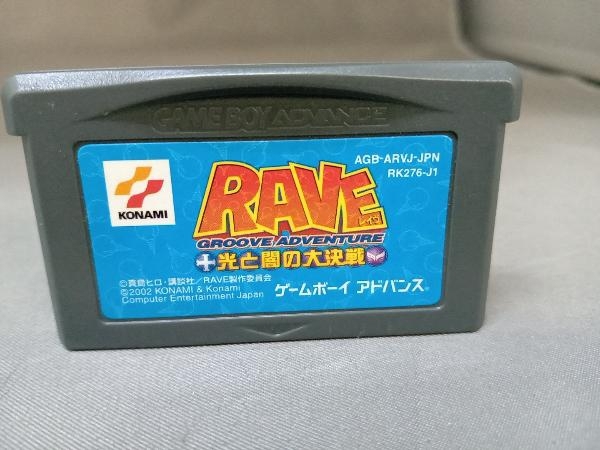 GAME BOY ADVANCE
AGB-ARVJ-JPN
RK276-J1
KONAMI
RAVE
レイヴ
GROOVE ADVENTURE
光と闇の大決戦
©真島ヒロ・講談社／RAVE製作委員会
©2002 KONAMI & Konami
Computer Entertainment Japan
ゲームボーイ アドバンス